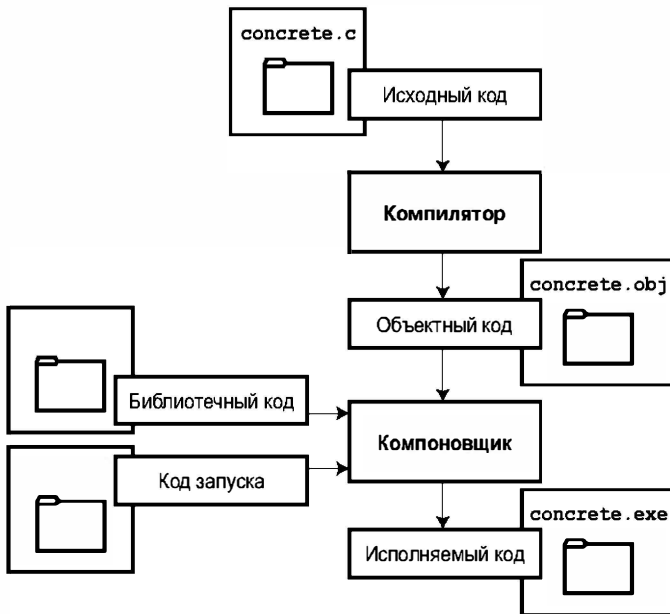 concrete.c
Исходный код
Компилятор
concrete.obj
Объектный код
Библиотечный код
Компоновщик
Код запуска
concrete.exe
Исполняемый код